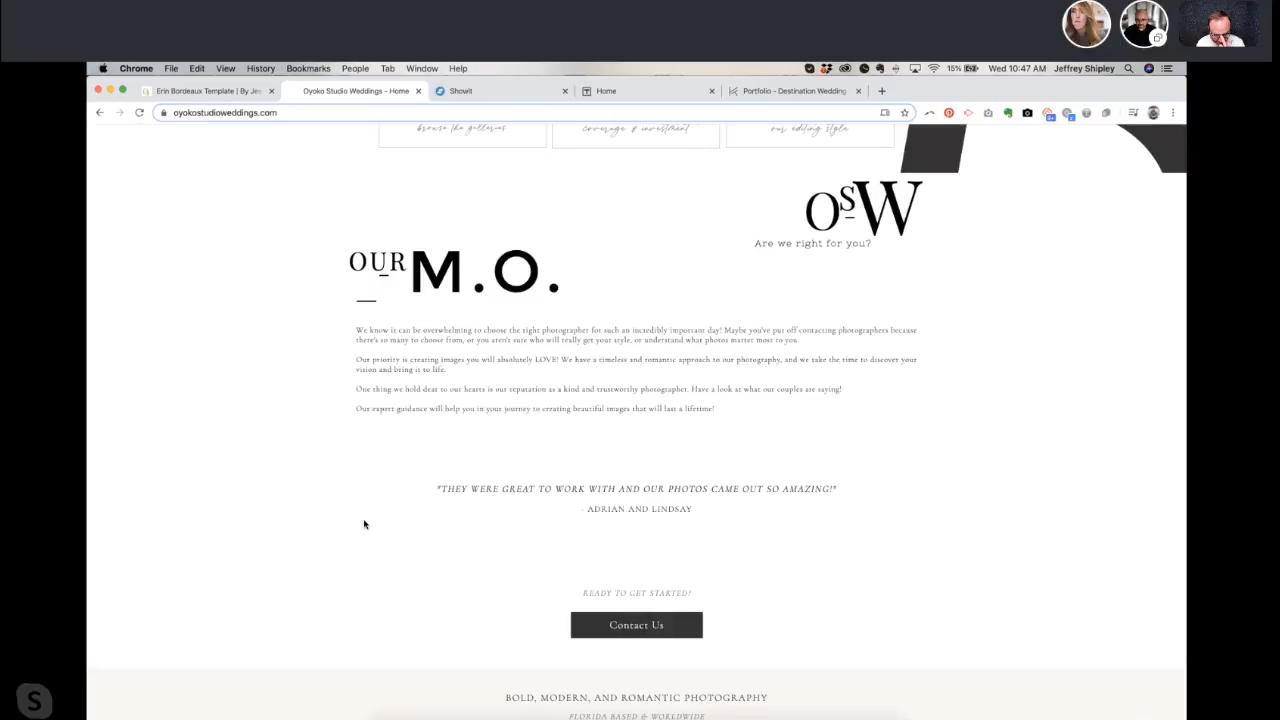 Chrome File Edit View History Bookmarks People Tab Window Help 15% Wed 10:47 AM Jeffrey Shipley
Erin Bordeaux Template | By Jes Oyoko Studio Weddings - Home Showit Home Portfolio - Destination Wedding
oyokostudioweddings.com
browse the galleries coverage & investment our editing style
OsW
Are we right for you?
OUR M.O.
We know it can be overwhelming to choose the right photographer for such an incredibly important day! Maybe you've put off contacting photographers because
there's so many to choose from, or you aren't sure who will really get your style, or understand what photos matter most to you.
Our priority is creating images you will absolutely LOVE! We have a timeless and romantic approach to our photography, and we take the time to discover your
vision and bring it to life.
One thing we hold dear to our hearts is our reputation as a kind and trustworthy photographer. Have a look at what our couples are saying!
Our expert guidance will help you in your journey to creating beautiful images that will last a lifetime!
"THEY WERE GREAT TO WORK WITH AND OUR PHOTOS CAME OUT SO AMAZING!"
- ADRIAN AND LINDSAY
READY TO GET STARTED?
Contact Us
BOLD, MODERN, AND ROMANTIC PHOTOGRAPHY
FLORIDA BASED & WORLDWIDE
S